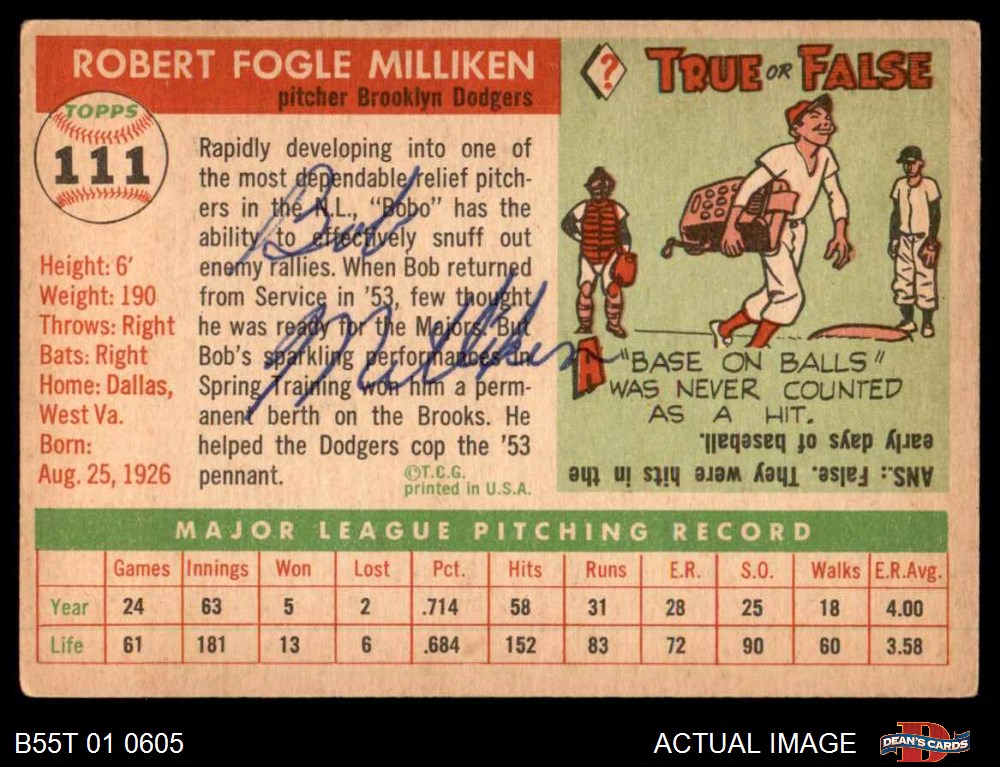 ROBERT FOGLE MILLIKEN
pitcher Brooklyn Dodgers
TOPPS
111
Height: 6'
Weight: 190
Throws: Right
Bats: Right
Home: Dallas,
West Va.
Born:
Aug. 25, 1926
Rapidly developing into one of
the most dependable relief pitch-
ers in the N.L., "Bobo" has the
ability to effectively snuff out
enemy rallies. When Bob returned
from Service in '53, few thought
he was ready for the Majors. But
Bob's sparkling performances in
Spring Training won him a perm-
anent berth on the Brooks. He
helped the Dodgers cop the '53
pennant.
©T.C.G.
printed in U.S.A.
Bob
Milliken
? TRUE OR FALSE
A "BASE ON BALLS"
WAS NEVER COUNTED
AS A HIT.
ANS.: False. They were hits in the
early days of baseball.
MAJOR LEAGUE PITCHING RECORD
Games Innings Won Lost Pct. Hits Runs E.R. S.O. Walks E.R.Avg.
Year 24 63 5 2 .714 58 31 28 25 18 4.00
Life 61 181 13 6 .684 152 83 72 90 60 3.58
B55T 01 0605
ACTUAL IMAGE
D
DEAN'S CARDS